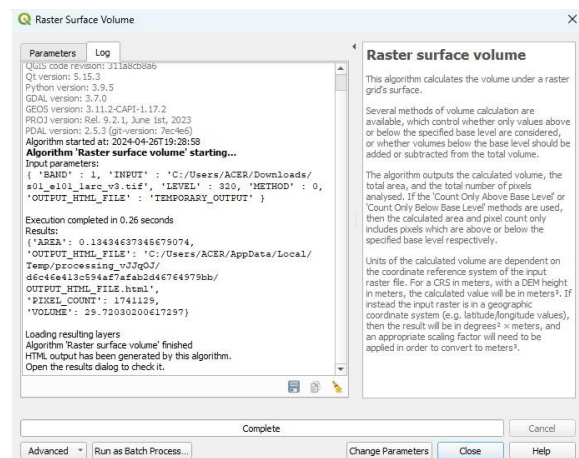 Raster Surface Volume
Parameters
Log
QGIS code revision: 311a8cb8a6
Qt version: 5.15.3
Python version: 3.9.5
GDAL version: 3.7.0
GEOS version: 3.11.2-CAPI-1.17.2
PROJ version: Rel. 9.2.1, June 1st, 2023
PDAL version: 2.5.3 (git-version: 7ec4e6)
Algorithm started at: 2024-04-26T19:28:58
Algorithm 'Raster surface volume' starting...
Input parameters:
{ 'BAND' : 1, 'INPUT' : 'C:/Users/ACER/Downloads/
s01_e101_1arc_v3.tif', 'LEVEL' : 320, 'METHOD' : 0,
'OUTPUT_HTML_FILE' : 'TEMPORARY_OUTPUT' }
Execution completed in 0.26 seconds
Results:
{'AREA': 0.13434637345679074,
'OUTPUT_HTML_FILE': 'C:/Users/ACER/AppData/Local/
Temp/processing_vJJqOJ/
d6c46e413c594af7afab2d46764979bb/
OUTPUT_HTML_FILE.html',
'PIXEL_COUNT': 1741129,
'VOLUME': 29.72030200617297}
Loading resulting layers
Algorithm 'Raster surface volume' finished
HTML output has been generated by this algorithm.
Open the results dialog to check it.
Raster surface volume
This algorithm calculates the volume under a raster
grid's surface.
Several methods of volume calculation are
available, which control whether only values above
or below the specified base level are considered,
or whether volumes below the base level should be
added or subtracted from the total volume.
The algorithm outputs the calculated volume, the
total area, and the total number of pixels
analysed. If the 'Count Only Above Base Level' or
'Count Only Below Base Level' methods are used,
then the calculated area and pixel count only
includes pixels which are above or below the
specified base level respectively.
Units of the calculated volume are dependent on
the coordinate reference system of the input
raster file. For a CRS in meters, with a DEM height
in meters, the calculated value will be in meters³. If
instead the input raster is in a geographic
coordinate system (e.g. latitude/longitude values),
then the result will be in degrees² × meters, and
an appropriate scaling factor will need to be
applied in order to convert to meters³.
Complete
Cancel
Advanced
Run as Batch Process...
Change Parameters
Close
Help